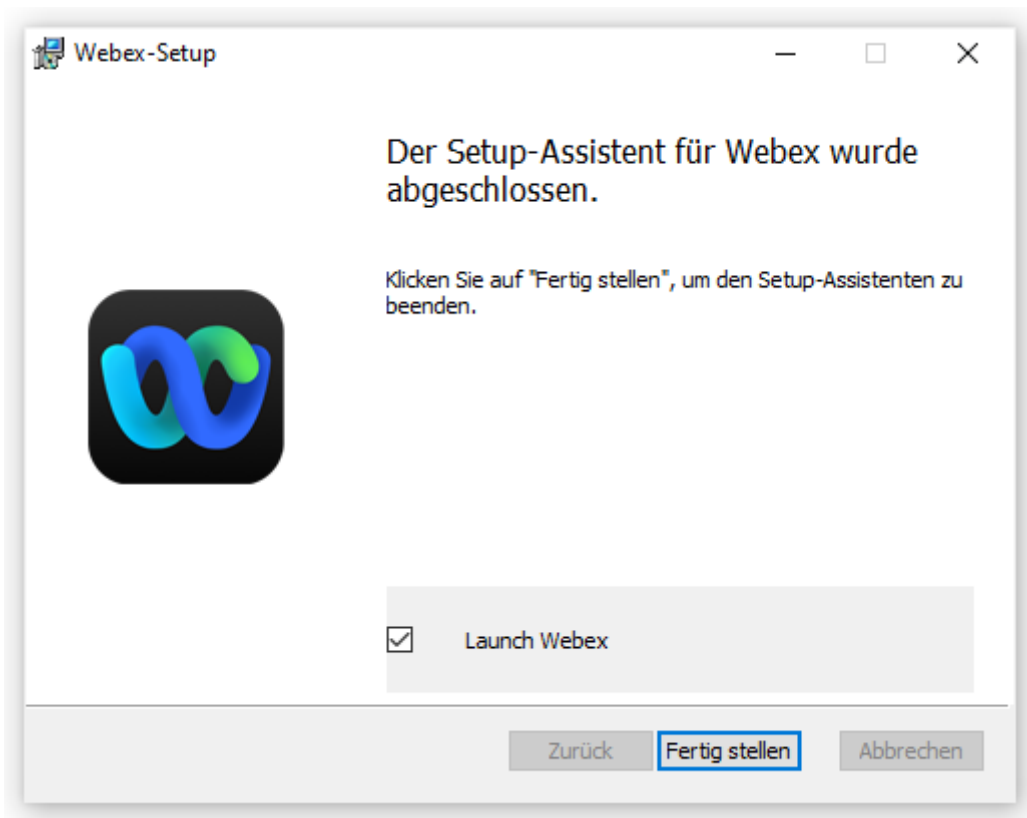 Webex-Setup
Der Setup-Assistent für Webex wurde
abgeschlossen.
Klicken Sie auf "Fertig stellen", um den Setup-Assistenten zu
beenden.
Launch Webex
Zurück
Fertig stellen
Abbrechen